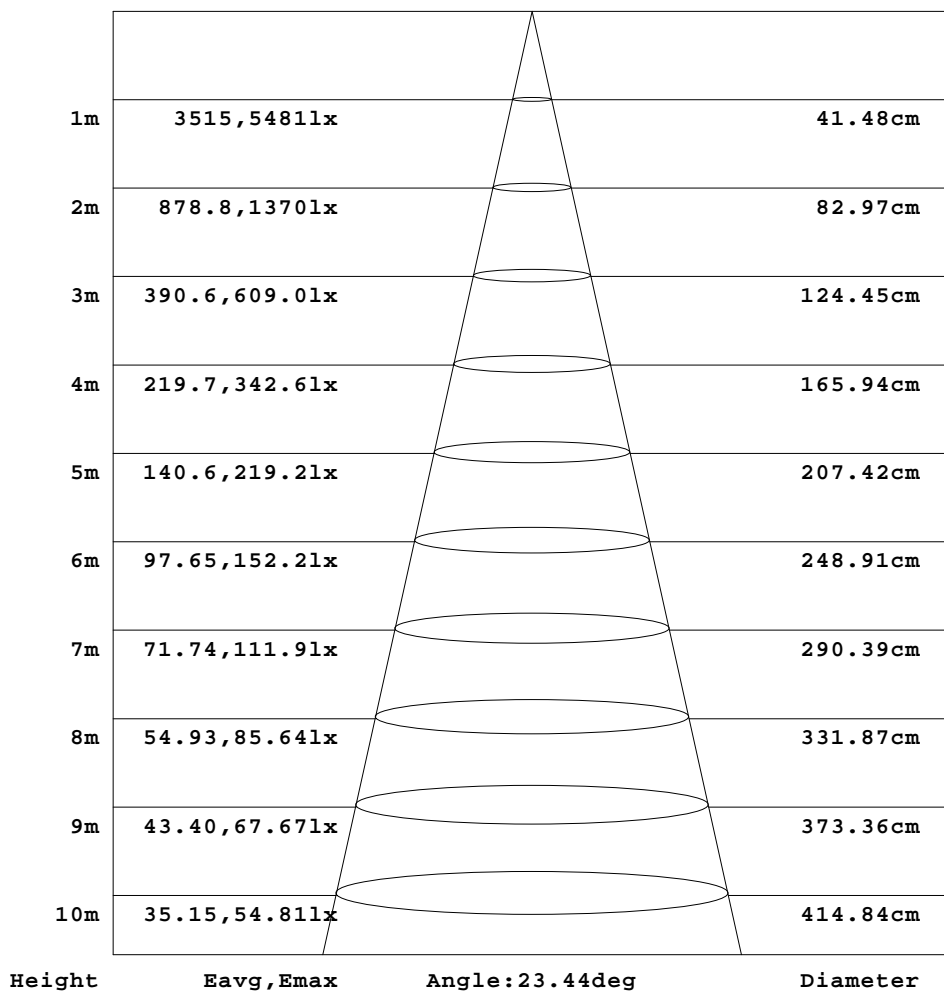 1m 3515,5481lx 41.48cm
2m 878.8,1370lx 82.97cm
3m 390.6,609.0lx 124.45cm
4m 219.7,342.6lx 165.94cm
5m 140.6,219.2lx 207.42cm
6m 97.65,152.2lx 248.91cm
7m 71.74,111.9lx 290.39cm
8m 54.93,85.64lx 331.87cm
9m 43.40,67.67lx 373.36cm
10m 35.15,54.81lx 414.84cm
Height Eavg,Emax Angle:23.44deg Diameter